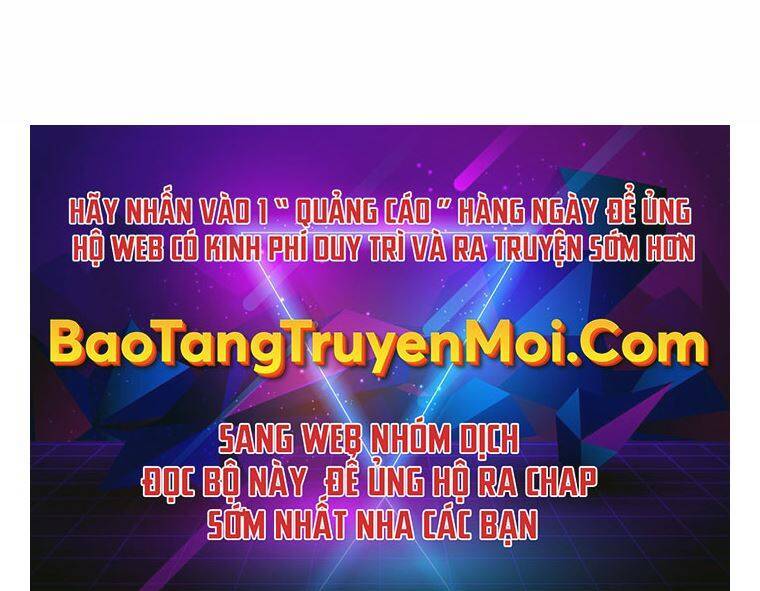 HÃY NHẤN VÀO 1 “ QUẢNG CÁO ” HÀNG NGÀY ĐỂ ỦNG
HỘ WEB CÓ KINH PHÍ DUY TRÌ VÀ RA TRUYỆN SỚM HƠN
BaoTangTruyenMoi.Com
SANG WEB NHÓM DỊCH
ĐỌC BỘ NÀY ĐỂ ỦNG HỘ RA CHAP
SỚM NHẤT NHA CÁC BẠN